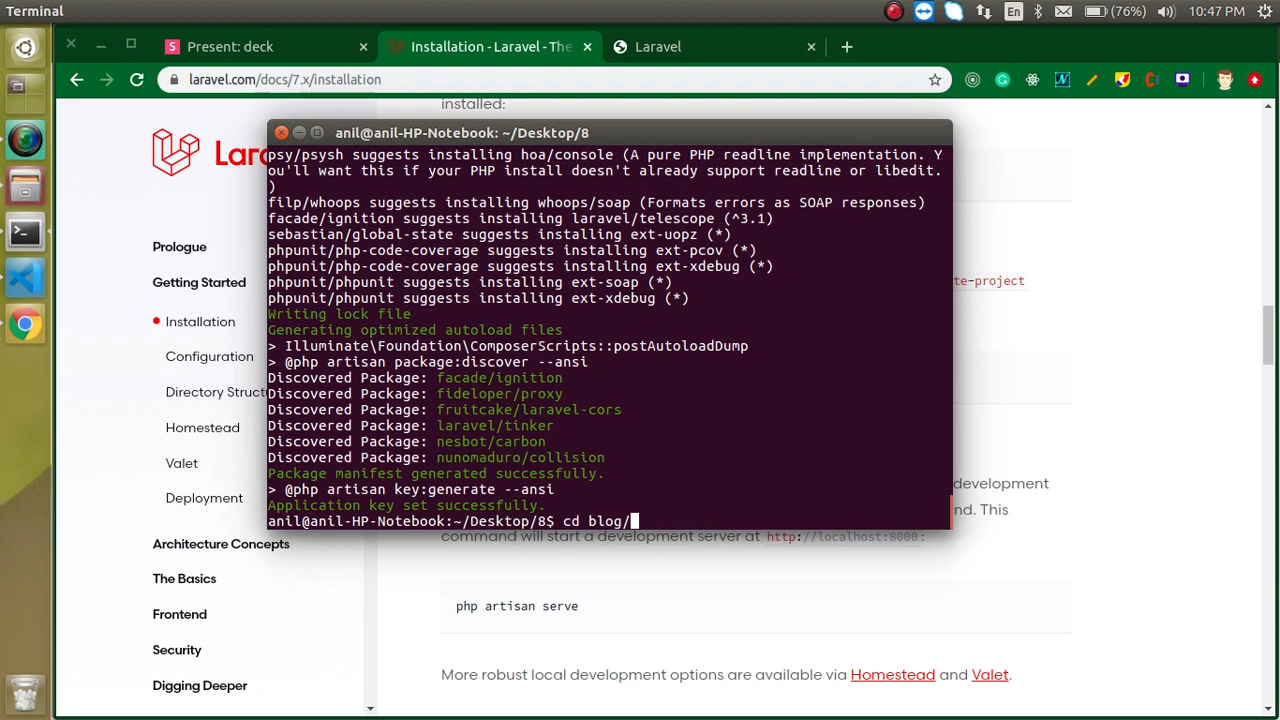 Terminal
En
(76%)
10:47 PM
Present: deck
Installation - Laravel - The
Laravel
laravel.com/docs/7.x/installation
installed:
anil@anil-HP-Notebook: ~/Desktop/8
psy/psysh suggests installing hoa/console (A pure PHP readline implementation. Y
ou'll want this if your PHP install doesn't already support readline or libedit.
)
filp/whoops suggests installing whoops/soap (Formats errors as SOAP responses)
facade/ignition suggests installing laravel/telescope (^3.1)
sebastian/global-state suggests installing ext-uopz (*)
phpunit/php-code-coverage suggests installing ext-pcov (*)
phpunit/php-code-coverage suggests installing ext-xdebug (*)
phpunit/phpunit suggests installing ext-soap (*)
phpunit/phpunit suggests installing ext-xdebug (*)
Writing lock file
Generating optimized autoload files
> Illuminate\Foundation\ComposerScripts::postAutoloadDump
> @php artisan package:discover --ansi
Discovered Package: facade/ignition
Discovered Package: fideloper/proxy
Discovered Package: fruitcake/laravel-cors
Discovered Package: laravel/tinker
Discovered Package: nesbot/carbon
Discovered Package: nunomaduro/collision
Package manifest generated successfully.
> @php artisan key:generate --ansi
Application key set successfully.
anil@anil-HP-Notebook:~/Desktop/8$ cd blog/
Lara
Prologue
Getting Started
Installation
Configuration
Directory Struct
Homestead
Valet
Deployment
Architecture Concepts
The Basics
Frontend
Security
Digging Deeper
te-project
development
nd. This
command will start a development server at http://localhost:8000:
php artisan serve
More robust local development options are available via Homestead and Valet.